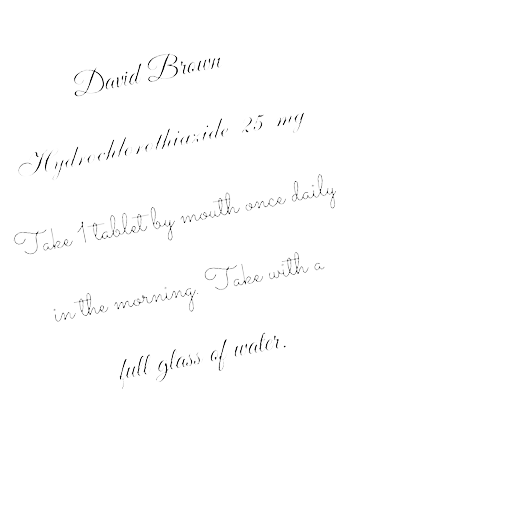 David Brown
Hydrochlorothiazide 25 mg
Take 1 tablet by mouth once daily
in the morning. Take with a
full glass of water.